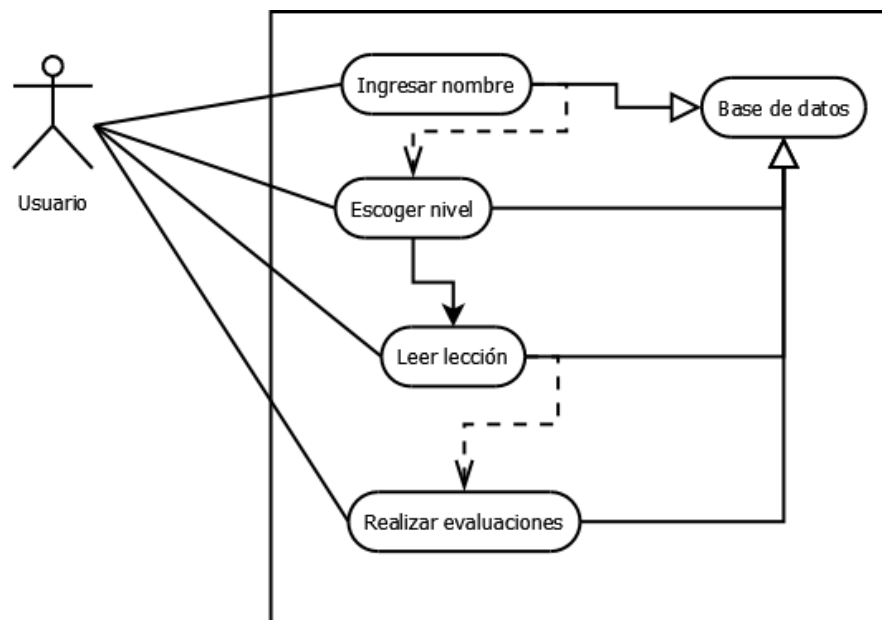 Ingresar nombre
Base de datos
Usuario
Escoger nivel
Leer lección
Realizar evaluaciones